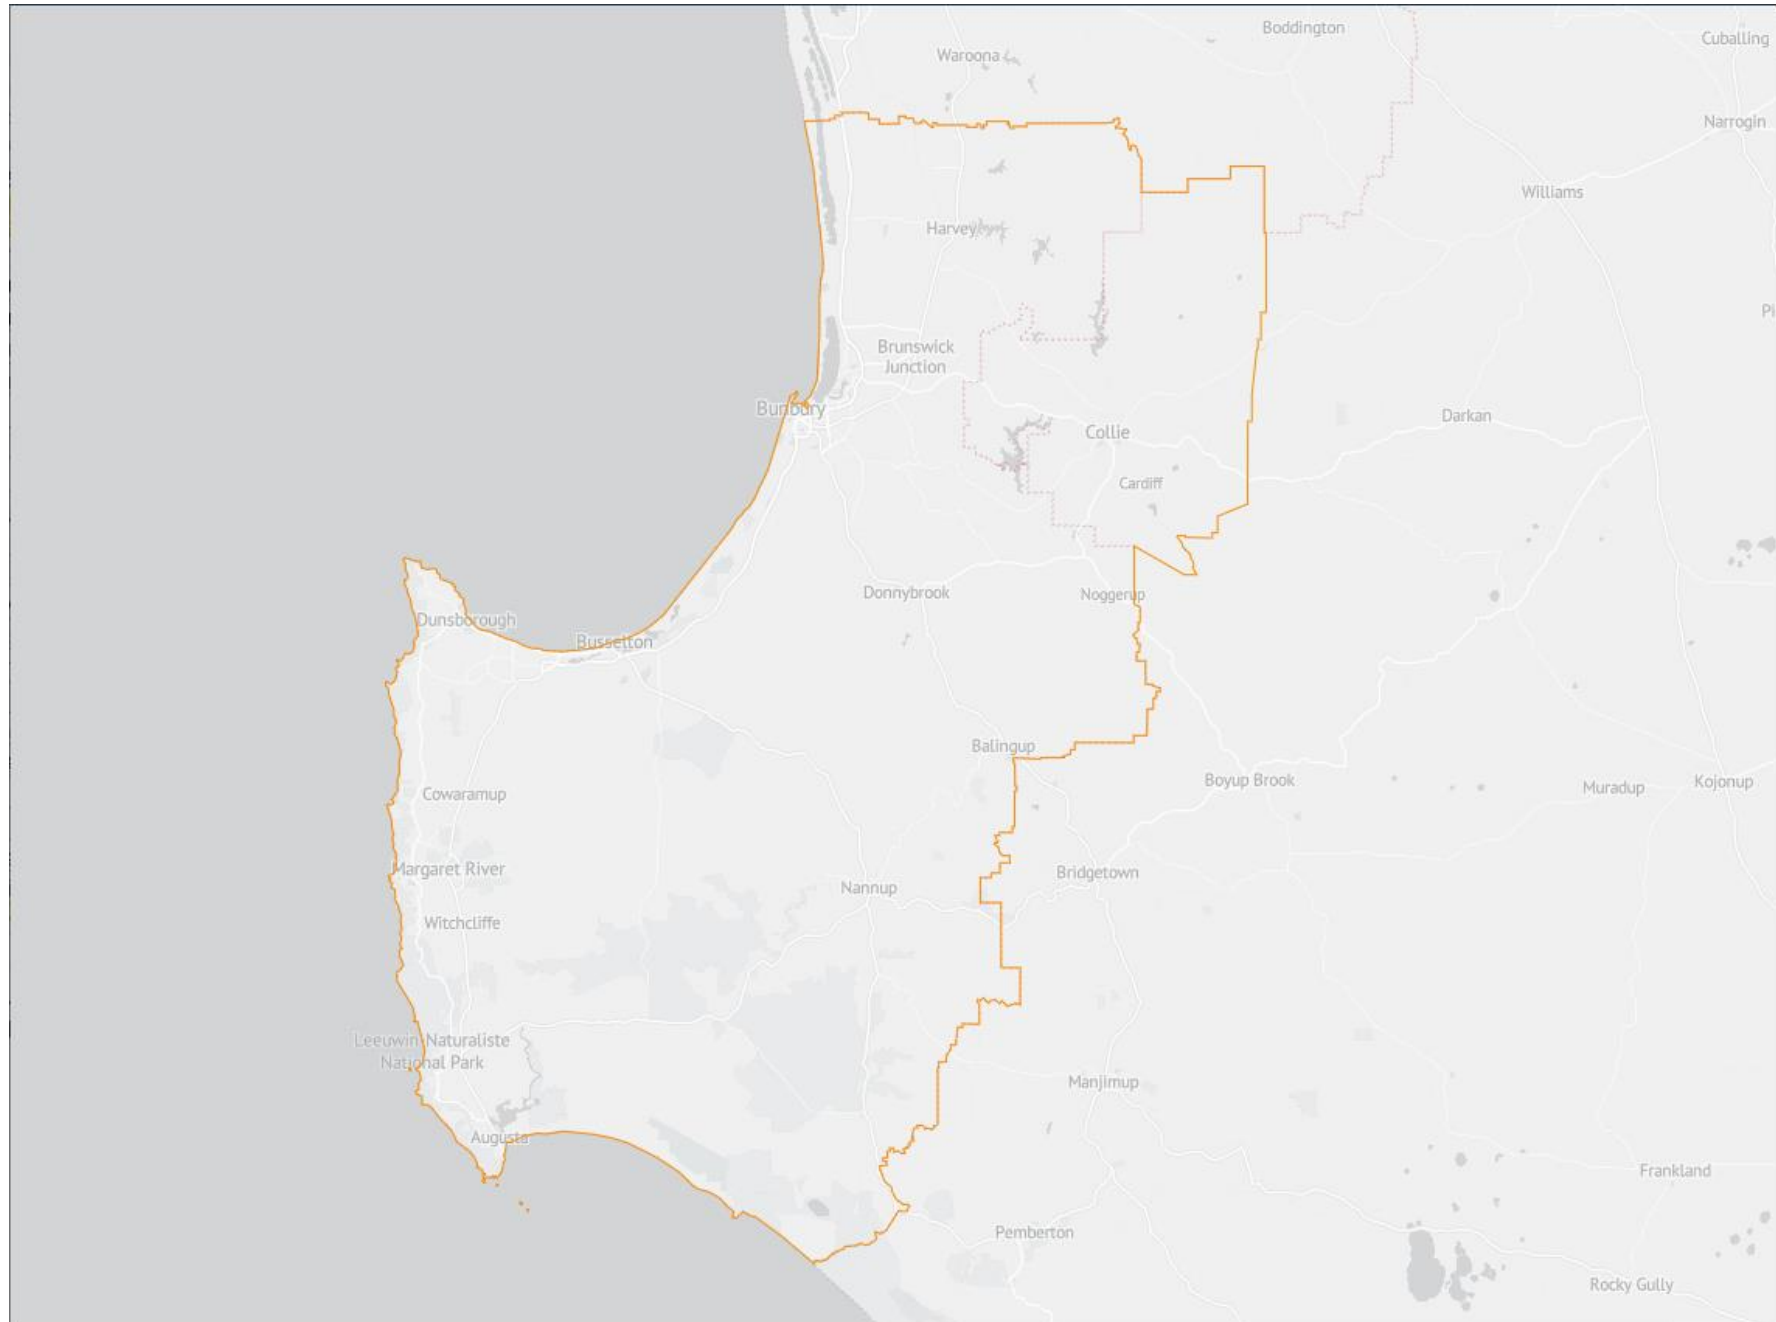 Boddington
Cuballing
Waroona
Narrogin
Williams
Harvey
Pi
Brunswick
Junction
Bunbury
Darkan
Collie
Cardiff
Donnybrook
Noggerup
Dunsborough
Busselton
Balingup
Boyup Brook
Muradup
Kojonup
Cowaramup
Margaret River
Bridgetown
Nannup
Witchcliffe
Leeuwin Naturaliste
National Park
Manjimup
Augusta
Frankland
Pemberton
Rocky Gully